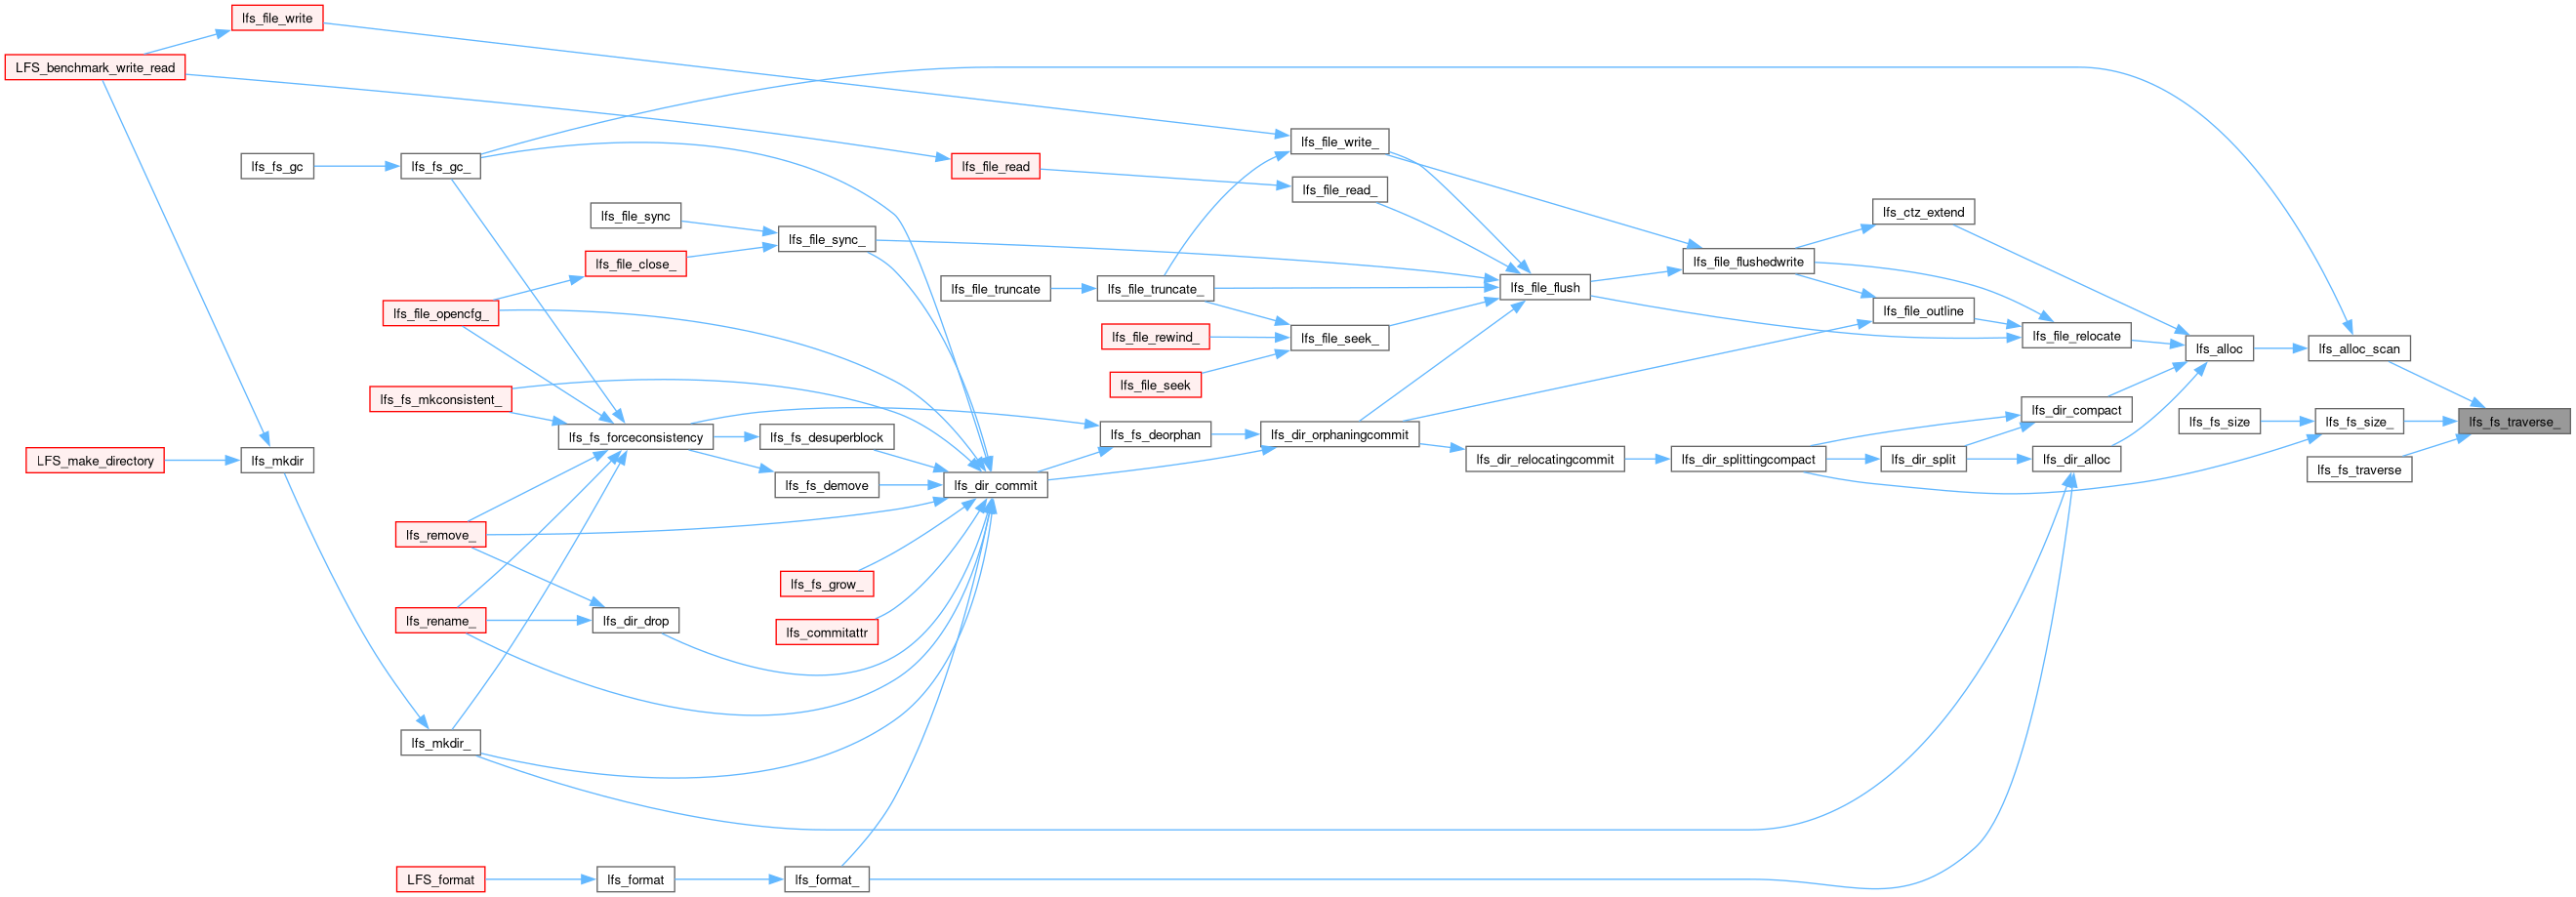 lfs_file_write
LFS_benchmark_write_read
lfs_file_write_
lfs_fs_gc
lfs_fs_gc_
lfs_file_read
lfs_file_read_
lfs_file_sync
lfs_ctz_extend
lfs_file_sync_
lfs_file_close_
lfs_file_flushedwrite
lfs_file_truncate
lfs_file_truncate_
lfs_file_flush
lfs_file_opencfg_
lfs_file_outline
lfs_file_rewind_
lfs_file_seek_
lfs_file_relocate
lfs_alloc
lfs_alloc_scan
lfs_file_seek
lfs_fs_mkconsistent_
lfs_dir_compact
lfs_fs_size
lfs_fs_size_
lfs_fs_traverse_
lfs_fs_forceconsistency
lfs_fs_desuperblock
lfs_fs_deorphan
lfs_dir_orphaningcommit
LFS_make_directory
lfs_mkdir
lfs_dir_relocatingcommit
lfs_dir_splittingcompact
lfs_dir_split
lfs_dir_alloc
lfs_fs_traverse
lfs_fs_demove
lfs_dir_commit
lfs_remove_
lfs_fs_grow_
lfs_rename_
lfs_dir_drop
lfs_commitattr
lfs_mkdir_
LFS_format
lfs_format
lfs_format_